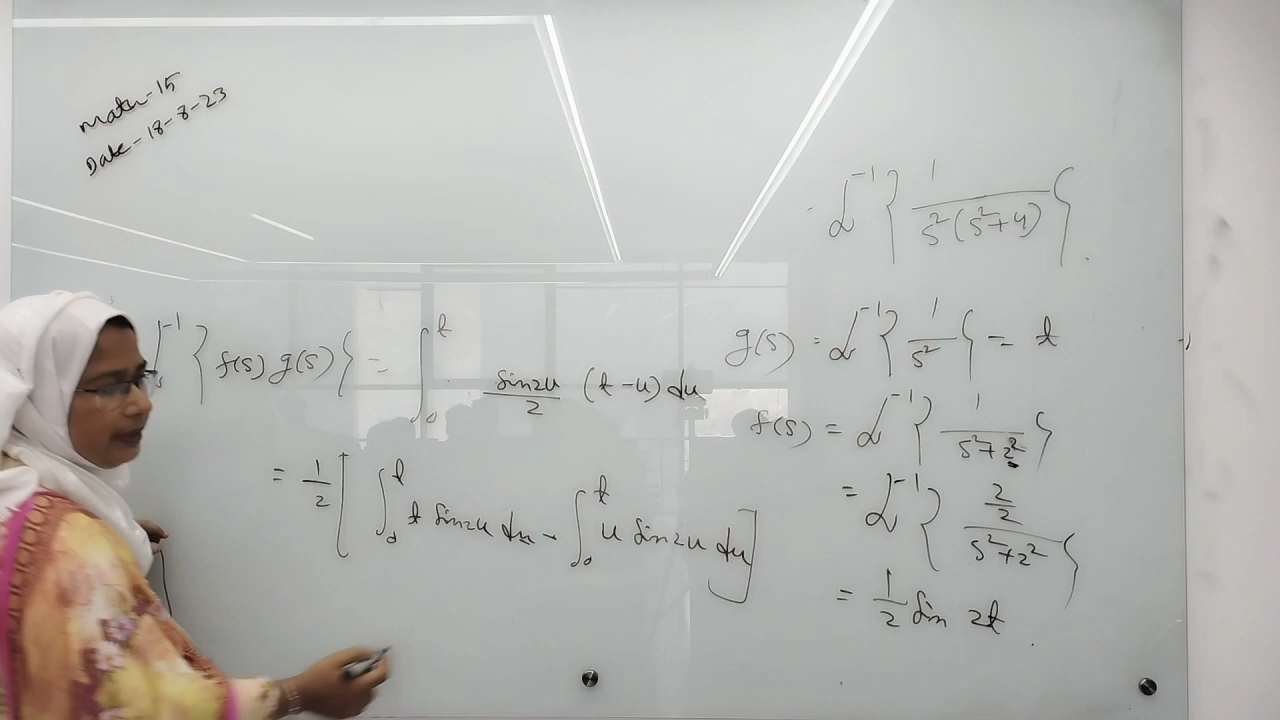 Math-15
Date-18-8-23
L⁻¹ { 1/(s²(s²+4)) }
g(s) = L⁻¹ { 1/s² } = t
f(s) = L⁻¹ { 1/(s²+2²) }
= L⁻¹ { (2/2)/(s²+2²) }
= 1/2 sin 2t
L⁻¹ { f(s) g(s) } = ∫₀ᵗ sin2u/2 (t-u) du
= 1/2 [ ∫₀ᵗ t sin2u du - ∫₀ᵗ u sin2u du ]